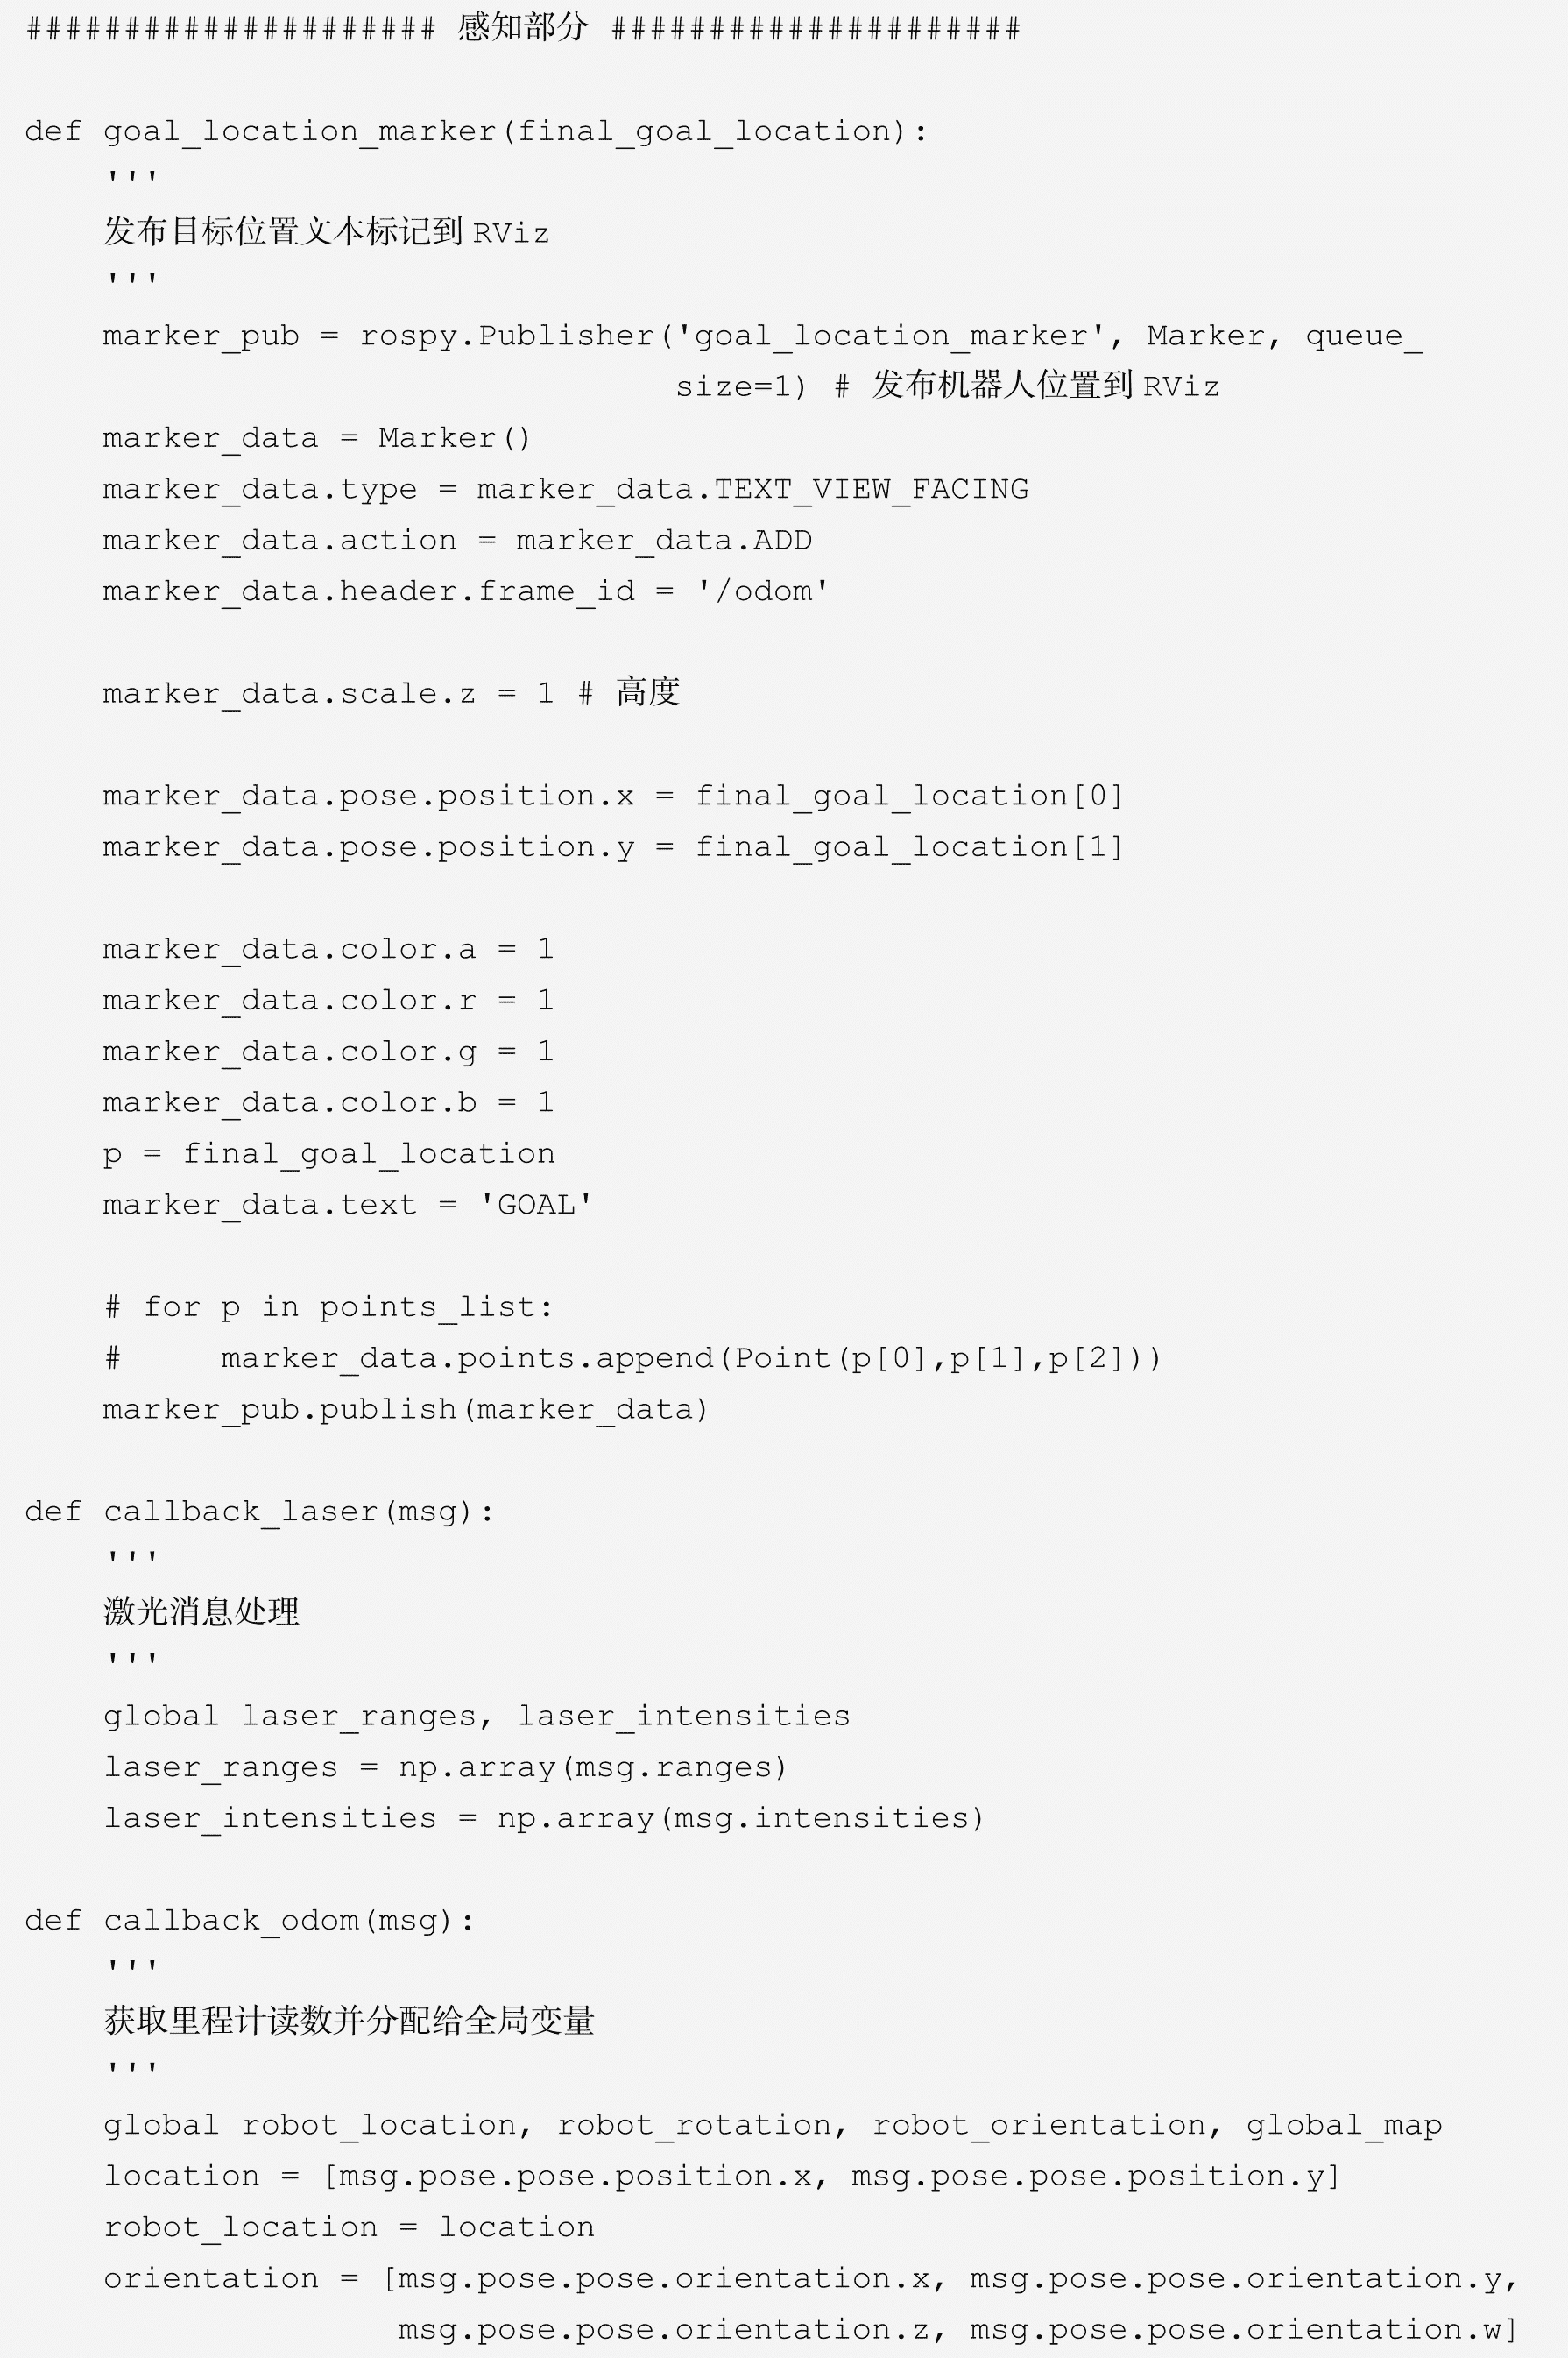 ##################### 感知部分 #####################

def goal_location_marker(final_goal_location):
    '''
    发布目标位置文本标记到RViz
    '''
    marker_pub = rospy.Publisher('goal_location_marker', Marker, queue_
                             size=1) # 发布机器人位置到RViz
    marker_data = Marker()
    marker_data.type = marker_data.TEXT_VIEW_FACING
    marker_data.action = marker_data.ADD
    marker_data.header.frame_id = '/odom'

    marker_data.scale.z = 1 # 高度

    marker_data.pose.position.x = final_goal_location[0]
    marker_data.pose.position.y = final_goal_location[1]

    marker_data.color.a = 1
    marker_data.color.r = 1
    marker_data.color.g = 1
    marker_data.color.b = 1
    p = final_goal_location
    marker_data.text = 'GOAL'

    # for p in points_list:
    #     marker_data.points.append(Point(p[0],p[1],p[2]))
    marker_pub.publish(marker_data)

def callback_laser(msg):
    '''
    激光消息处理
    '''
    global laser_ranges, laser_intensities
    laser_ranges = np.array(msg.ranges)
    laser_intensities = np.array(msg.intensities)

def callback_odom(msg):
    '''
    获取里程计读数并分配给全局变量
    '''
    global robot_location, robot_rotation, robot_orientation, global_map
    location = [msg.pose.pose.position.x, msg.pose.pose.position.y]
    robot_location = location
    orientation = [msg.pose.pose.orientation.x, msg.pose.pose.orientation.y,
                   msg.pose.pose.orientation.z, msg.pose.pose.orientation.w]